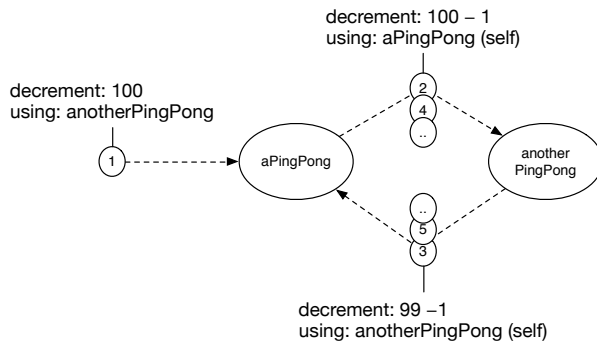 decrement: 100 – 1
using: aPingPong (self)
decrement: 100
using: anotherPingPong
2
4
..
1
aPingPong
another
PingPong
..
5
3
decrement: 99 –1
using: anotherPingPong (self)